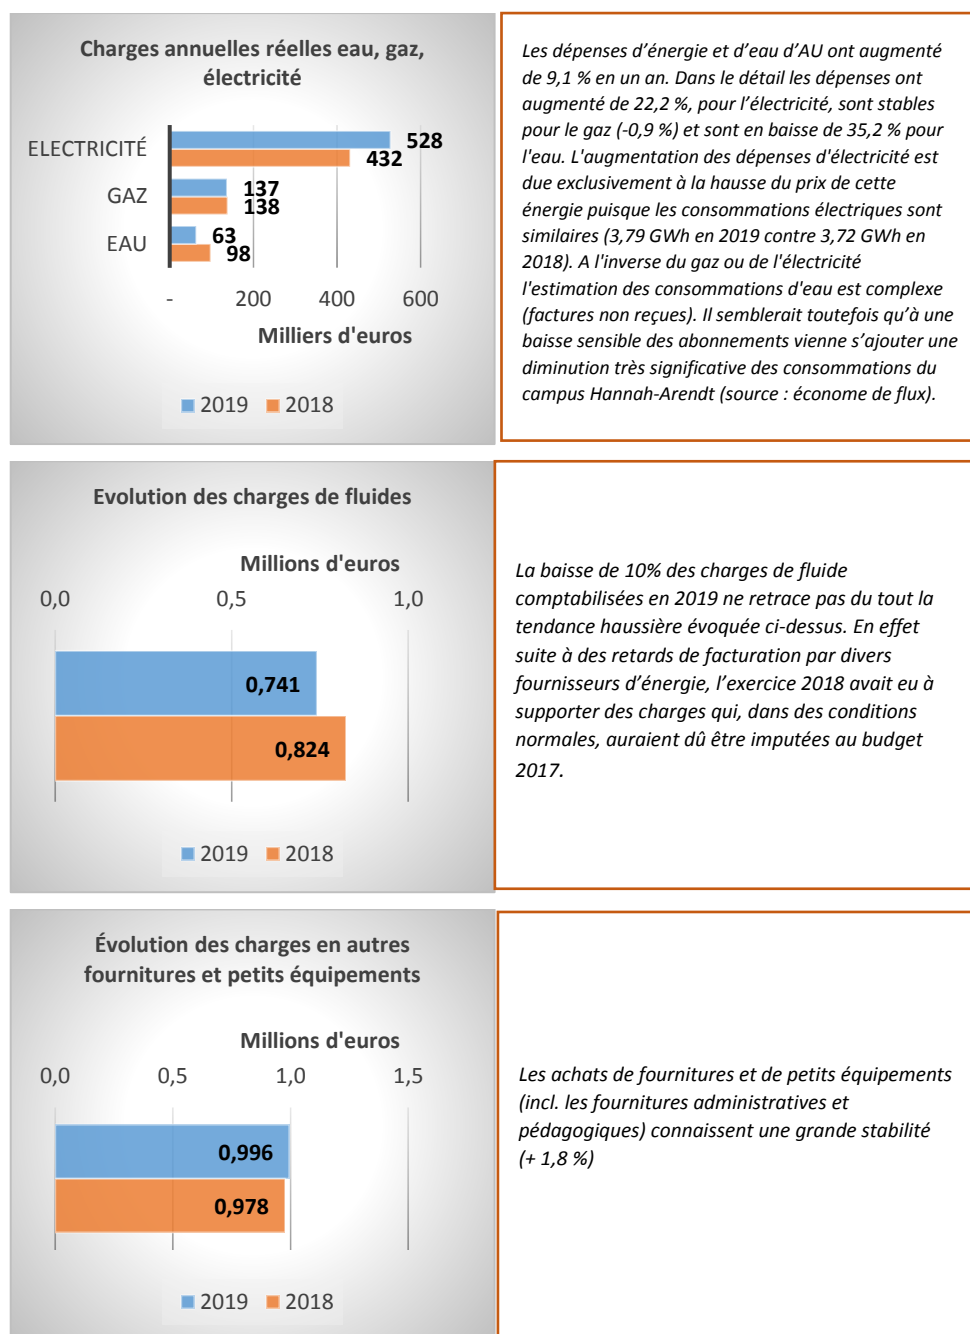 Charges annuelles réelles eau, gaz,
électricité
ELECTRICITÉ
528
432
GAZ
137
138
EAU
63
98
- 200 400 600
Milliers d'euros
2019 2018
Les dépenses d’énergie et d’eau d’AU ont augmenté
de 9,1 % en un an. Dans le détail les dépenses ont
augmenté de 22,2 %, pour l’électricité, sont stables
pour le gaz (-0,9 %) et sont en baisse de 35,2 % pour
l'eau. L'augmentation des dépenses d'électricité est
due exclusivement à la hausse du prix de cette
énergie puisque les consommations électriques sont
similaires (3,79 GWh en 2019 contre 3,72 GWh en
2018). A l'inverse du gaz ou de l'électricité
l'estimation des consommations d'eau est complexe
(factures non reçues). Il semblerait toutefois qu’à une
baisse sensible des abonnements vienne s’ajouter une
diminution très significative des consommations du
campus Hannah-Arendt (source : économe de flux).
Evolution des charges de fluides
Millions d'euros
0,0 0,5 1,0
0,741
0,824
2019 2018
La baisse de 10% des charges de fluide
comptabilisées en 2019 ne retrace pas du tout la
tendance haussière évoquée ci-dessus. En effet
suite à des retards de facturation par divers
fournisseurs d’énergie, l’exercice 2018 avait eu à
supporter des charges qui, dans des conditions
normales, auraient dû être imputées au budget
2017.
Évolution des charges en autres
fournitures et petits équipements
Millions d'euros
0,0 0,5 1,0 1,5
0,996
0,978
2019 2018
Les achats de fournitures et de petits équipements
(incl. les fournitures administratives et
pédagogiques) connaissent une grande stabilité
(+ 1,8 %)